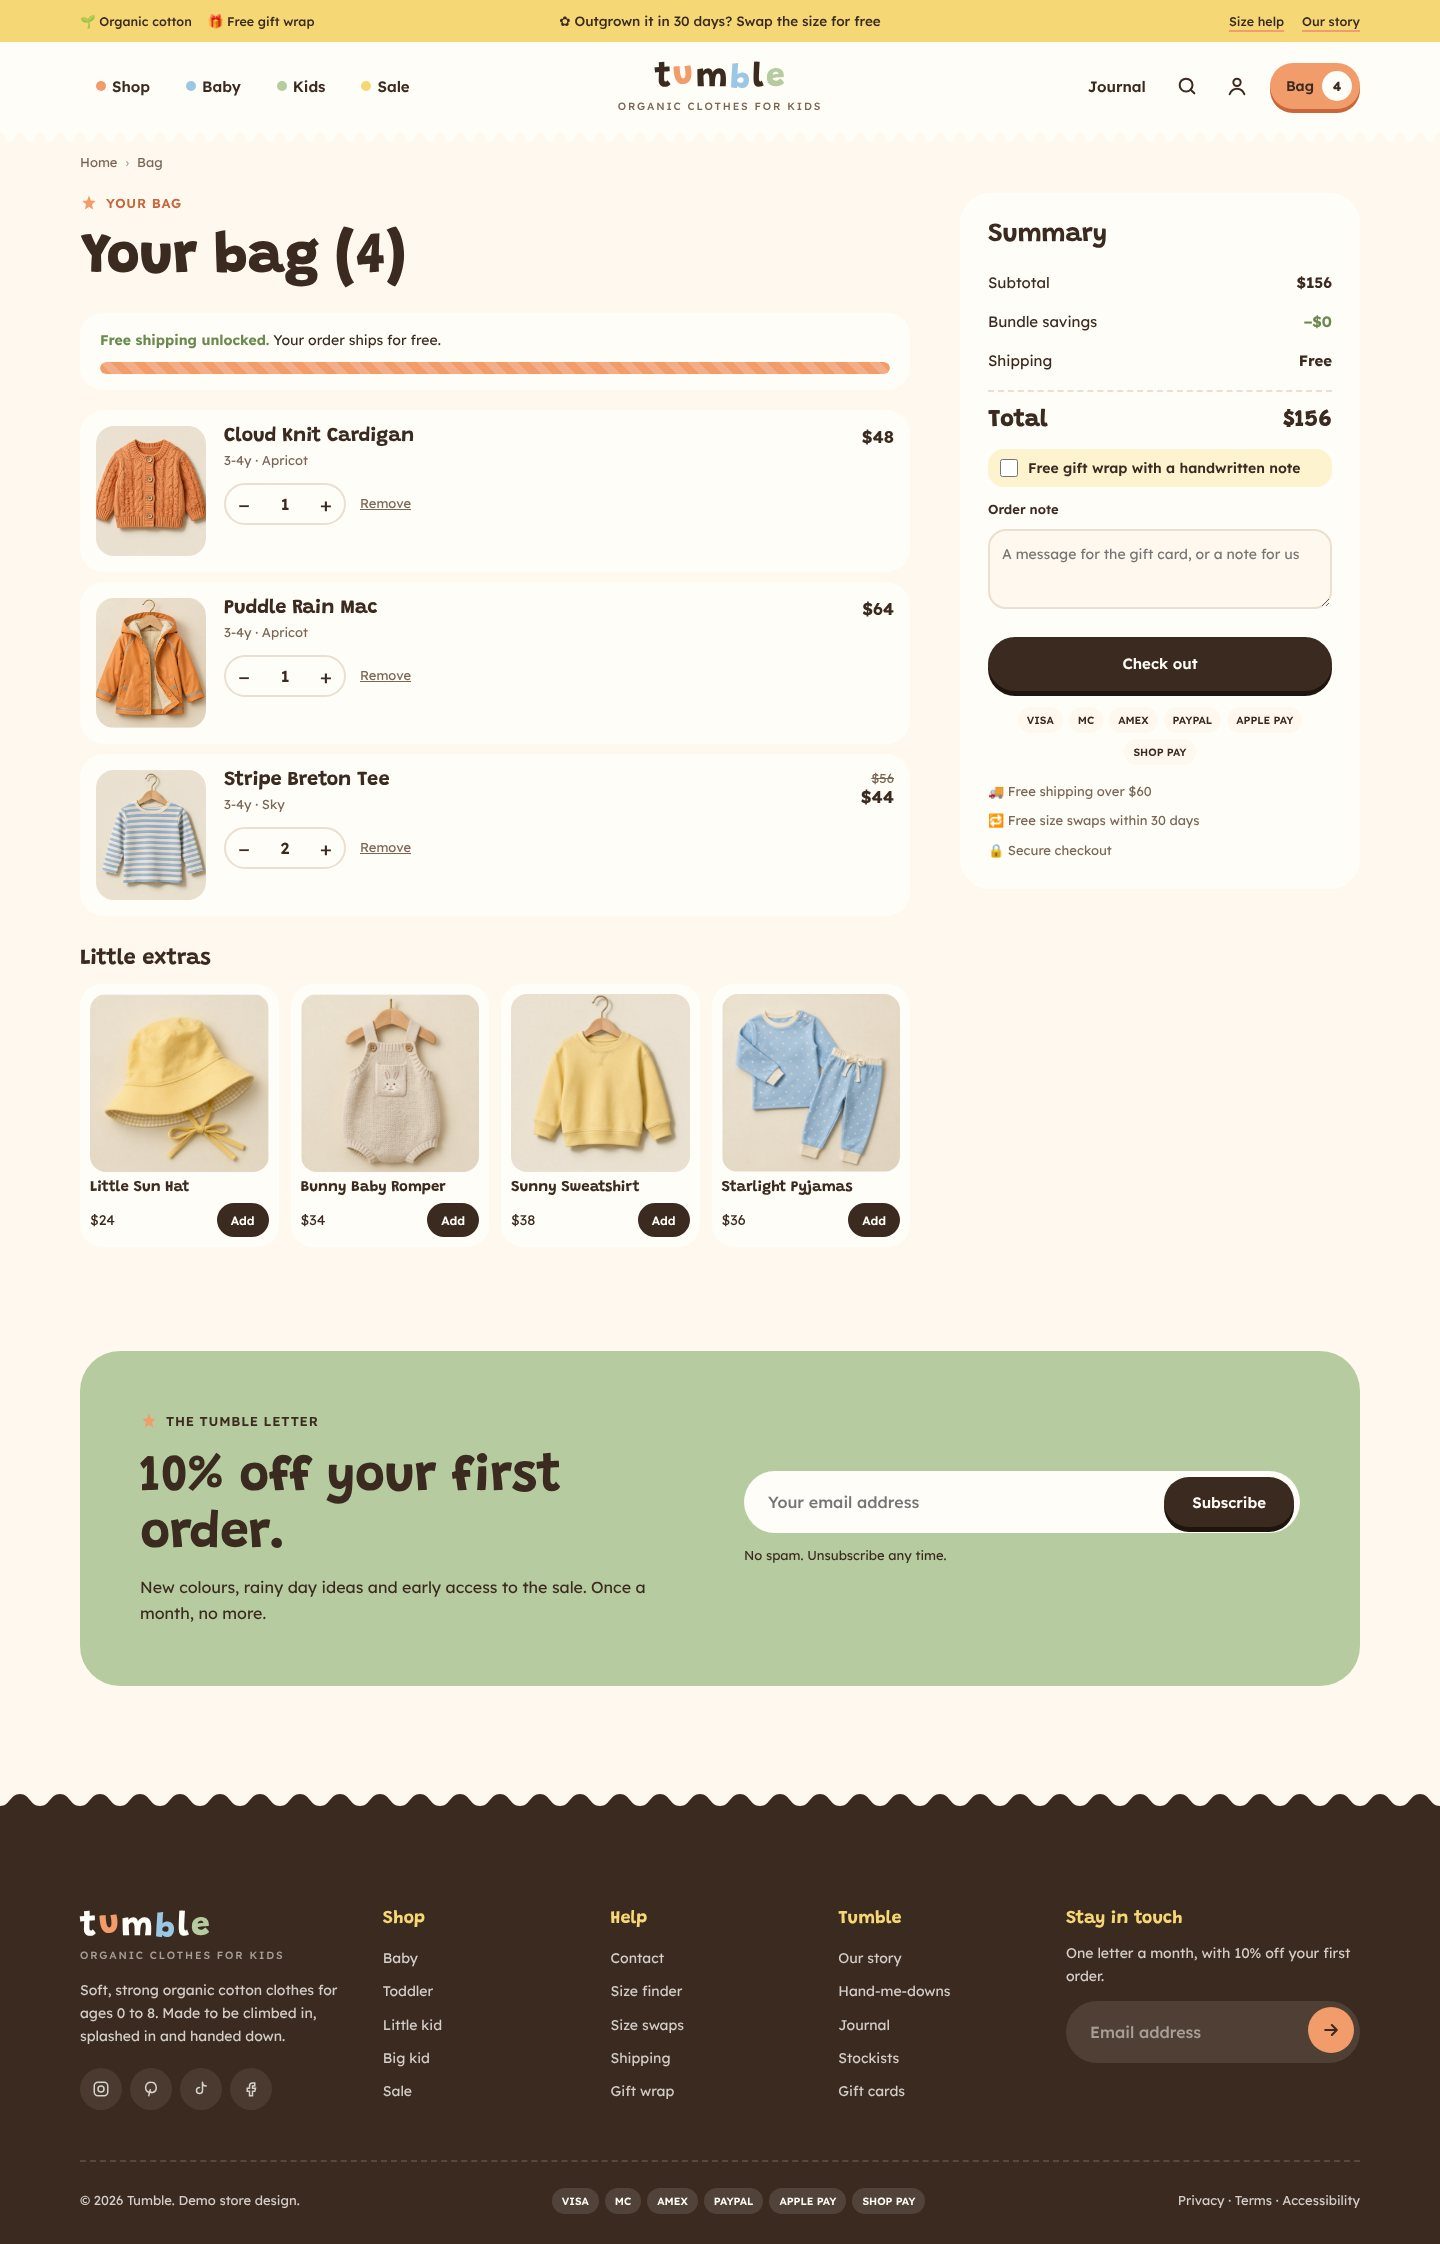 🌱 Organic cotton 🎁 Free gift wrap
✿ Outgrown it in 30 days? Swap the size for free
Size help Our story
Shop Baby Kids Sale
tumble
ORGANIC CLOTHES FOR KIDS
Journal
Bag 4
Home › Bag
YOUR BAG
Your bag (4)
Free shipping unlocked. Your order ships for free.
Cloud Knit Cardigan
$48
3-4y · Apricot
− 1 + Remove
Puddle Rain Mac
$64
3-4y · Apricot
− 1 + Remove
Stripe Breton Tee
$56
$44
3-4y · Sky
− 2 + Remove
Summary
Subtotal $156
Bundle savings −$0
Shipping Free
Total $156
Free gift wrap with a handwritten note
Order note
A message for the gift card, or a note for us
Check out
VISA MC AMEX PAYPAL APPLE PAY
SHOP PAY
🚚 Free shipping over $60
🔁 Free size swaps within 30 days
🔒 Secure checkout
Little extras
Little Sun Hat
$24 Add
Bunny Baby Romper
$34 Add
Sunny Sweatshirt
$38 Add
Starlight Pyjamas
$36 Add
THE TUMBLE LETTER
10% off your first
order.
New colours, rainy day ideas and early access to the sale. Once a
month, no more.
Your email address Subscribe
No spam. Unsubscribe any time.
tumble
ORGANIC CLOTHES FOR KIDS
Soft, strong organic cotton clothes for
ages 0 to 8. Made to be climbed in,
splashed in and handed down.
Shop
Baby
Toddler
Little kid
Big kid
Sale
Help
Contact
Size finder
Size swaps
Shipping
Gift wrap
Tumble
Our story
Hand-me-downs
Journal
Stockists
Gift cards
Stay in touch
One letter a month, with 10% off your first
order.
Email address
© 2026 Tumble. Demo store design.
VISA MC AMEX PAYPAL APPLE PAY SHOP PAY
Privacy · Terms · Accessibility